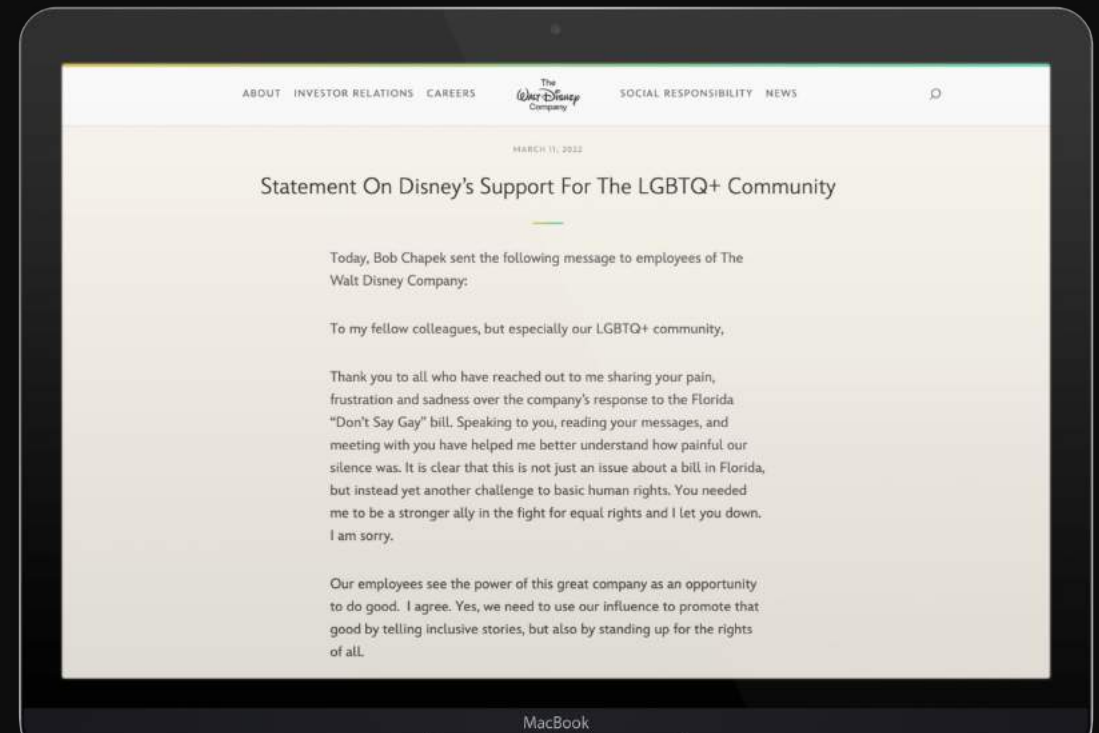 ABOUT INVESTOR RELATIONS CAREERS The Walt Disney Company SOCIAL RESPONSIBILITY NEWS
MARCH 11, 2022
Statement On Disney's Support For The LGBTQ+ Community
Today, Bob Chapek sent the following message to employees of The
Walt Disney Company:
To my fellow colleagues, but especially our LGBTQ+ community,
Thank you to all who have reached out to me sharing your pain,
frustration and sadness over the company's response to the Florida
“Don't Say Gay” bill. Speaking to you, reading your messages, and
meeting with you have helped me better understand how painful our
silence was. It is clear that this is not just an issue about a bill in Florida,
but instead yet another challenge to basic human rights. You needed
me to be a stronger ally in the fight for equal rights and I let you down.
I am sorry.
Our employees see the power of this great company as an opportunity
to do good.  I agree. Yes, we need to use our influence to promote that
good by telling inclusive stories, but also by standing up for the rights
of all.
MacBook